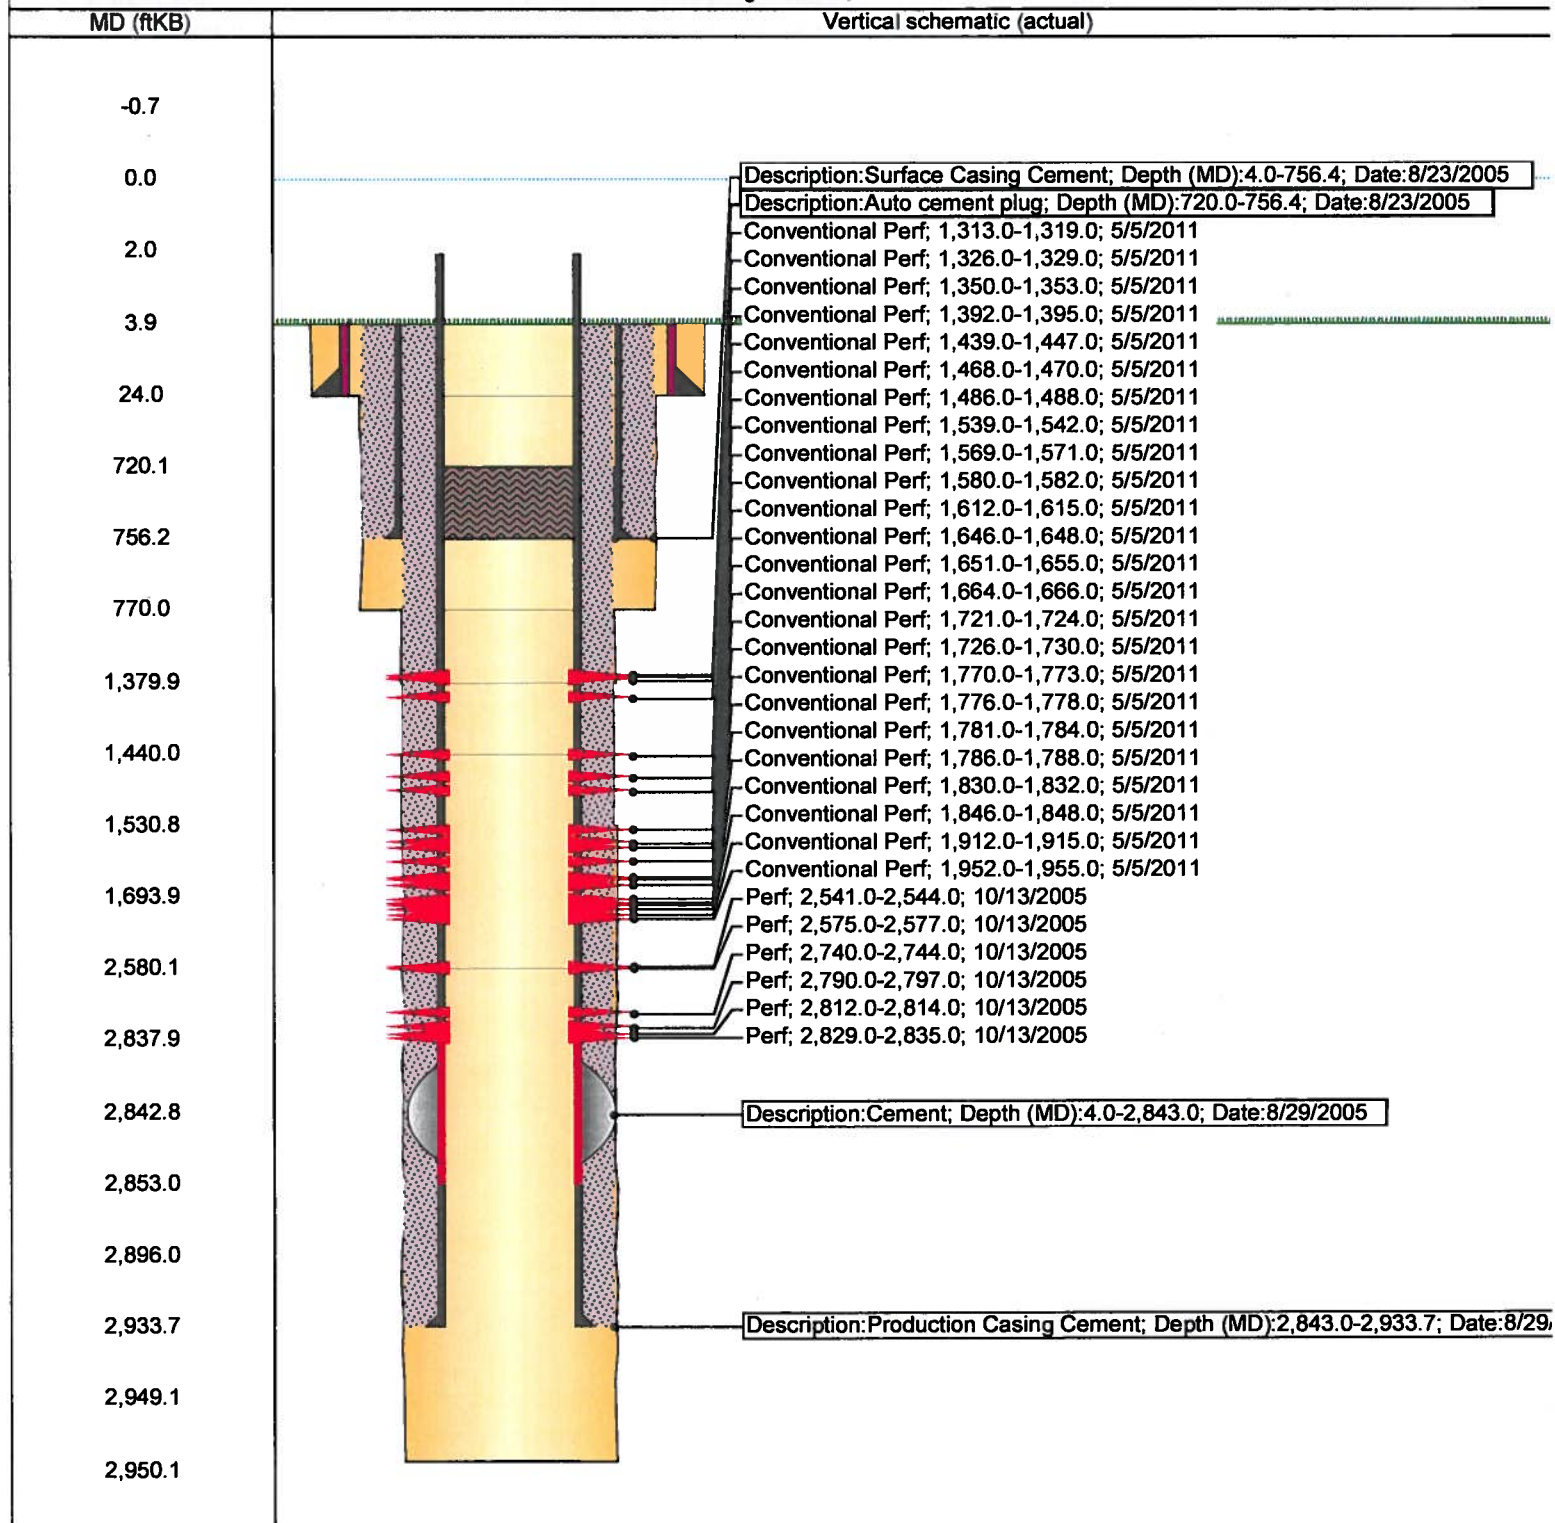 MD (ftKB)
Vertical schematic (actual)
-0.7
0.0
2.0
3.9
24.0
720.1
756.2
770.0
1,379.9
1,440.0
1,530.8
1,693.9
2,580.1
2,837.9
2,842.8
2,853.0
2,896.0
2,933.7
2,949.1
2,950.1
Description:Surface Casing Cement; Depth (MD):4.0-756.4; Date:8/23/2005
Description:Auto cement plug; Depth (MD):720.0-756.4; Date:8/23/2005
Conventional Perf; 1,313.0-1,319.0; 5/5/2011
Conventional Perf; 1,326.0-1,329.0; 5/5/2011
Conventional Perf; 1,350.0-1,353.0; 5/5/2011
Conventional Perf; 1,392.0-1,395.0; 5/5/2011
Conventional Perf; 1,439.0-1,447.0; 5/5/2011
Conventional Perf; 1,468.0-1,470.0; 5/5/2011
Conventional Perf; 1,486.0-1,488.0; 5/5/2011
Conventional Perf; 1,539.0-1,542.0; 5/5/2011
Conventional Perf; 1,569.0-1,571.0; 5/5/2011
Conventional Perf; 1,580.0-1,582.0; 5/5/2011
Conventional Perf; 1,612.0-1,615.0; 5/5/2011
Conventional Perf; 1,646.0-1,648.0; 5/5/2011
Conventional Perf; 1,651.0-1,655.0; 5/5/2011
Conventional Perf; 1,664.0-1,666.0; 5/5/2011
Conventional Perf; 1,721.0-1,724.0; 5/5/2011
Conventional Perf; 1,726.0-1,730.0; 5/5/2011
Conventional Perf; 1,770.0-1,773.0; 5/5/2011
Conventional Perf; 1,776.0-1,778.0; 5/5/2011
Conventional Perf; 1,781.0-1,784.0; 5/5/2011
Conventional Perf; 1,786.0-1,788.0; 5/5/2011
Conventional Perf; 1,830.0-1,832.0; 5/5/2011
Conventional Perf; 1,846.0-1,848.0; 5/5/2011
Conventional Perf; 1,912.0-1,915.0; 5/5/2011
Conventional Perf; 1,952.0-1,955.0; 5/5/2011
Perf; 2,541.0-2,544.0; 10/13/2005
Perf; 2,575.0-2,577.0; 10/13/2005
Perf; 2,740.0-2,744.0; 10/13/2005
Perf; 2,790.0-2,797.0; 10/13/2005
Perf; 2,812.0-2,814.0; 10/13/2005
Perf; 2,829.0-2,835.0; 10/13/2005
Description:Cement; Depth (MD):4.0-2,843.0; Date:8/29/2005
Description:Production Casing Cement; Depth (MD):2,843.0-2,933.7; Date:8/29/